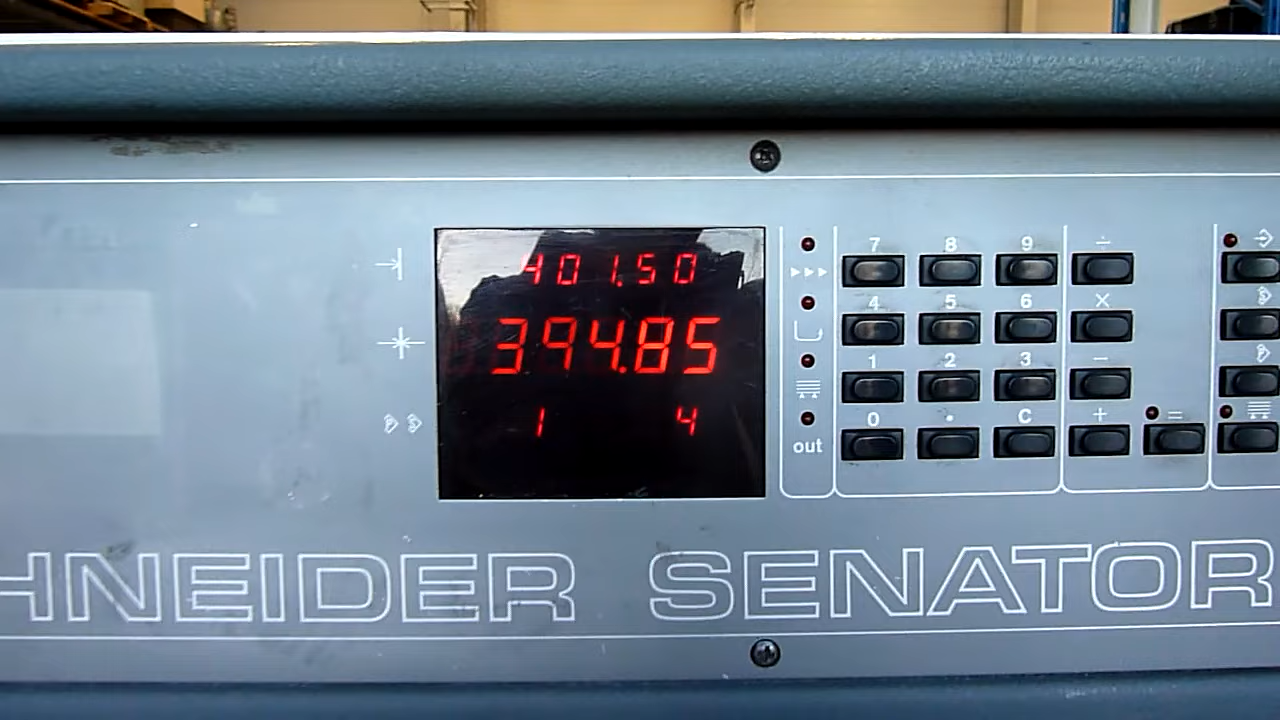 401.50
394.85
1 4
7 8 9 ÷
4 5 6 ×
1 2 3 −
0 . C + =
out
HNEIDER SENATOR